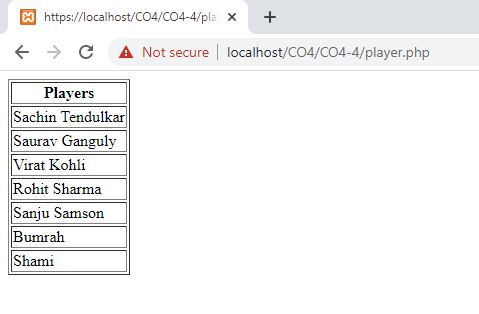 https://localhost/CO4/CO4-4/pla
Not secure
localhost/CO4/CO4-4/player.php
Players
Sachin Tendulkar
Saurav Ganguly
Virat Kohli
Rohit Sharma
Sanju Samson
Bumrah
Shami